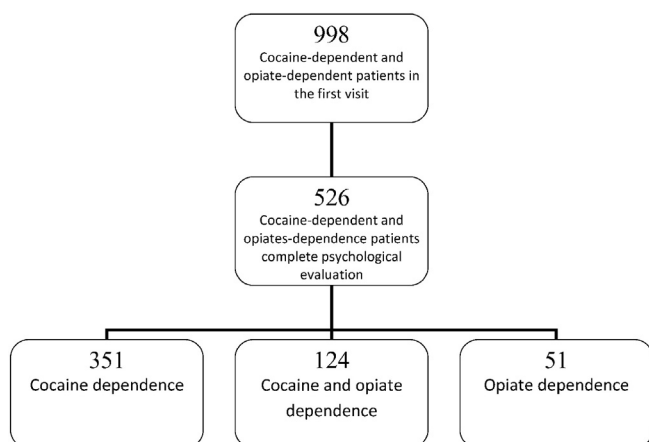 998
Cocaine-dependent and
opiate-dependent patients in
the first visit
526
Cocaine-dependent and
opiates-dependence patients
complete psychological
evaluation
351
Cocaine dependence
124
Cocaine and opiate
dependence
51
Opiate dependence